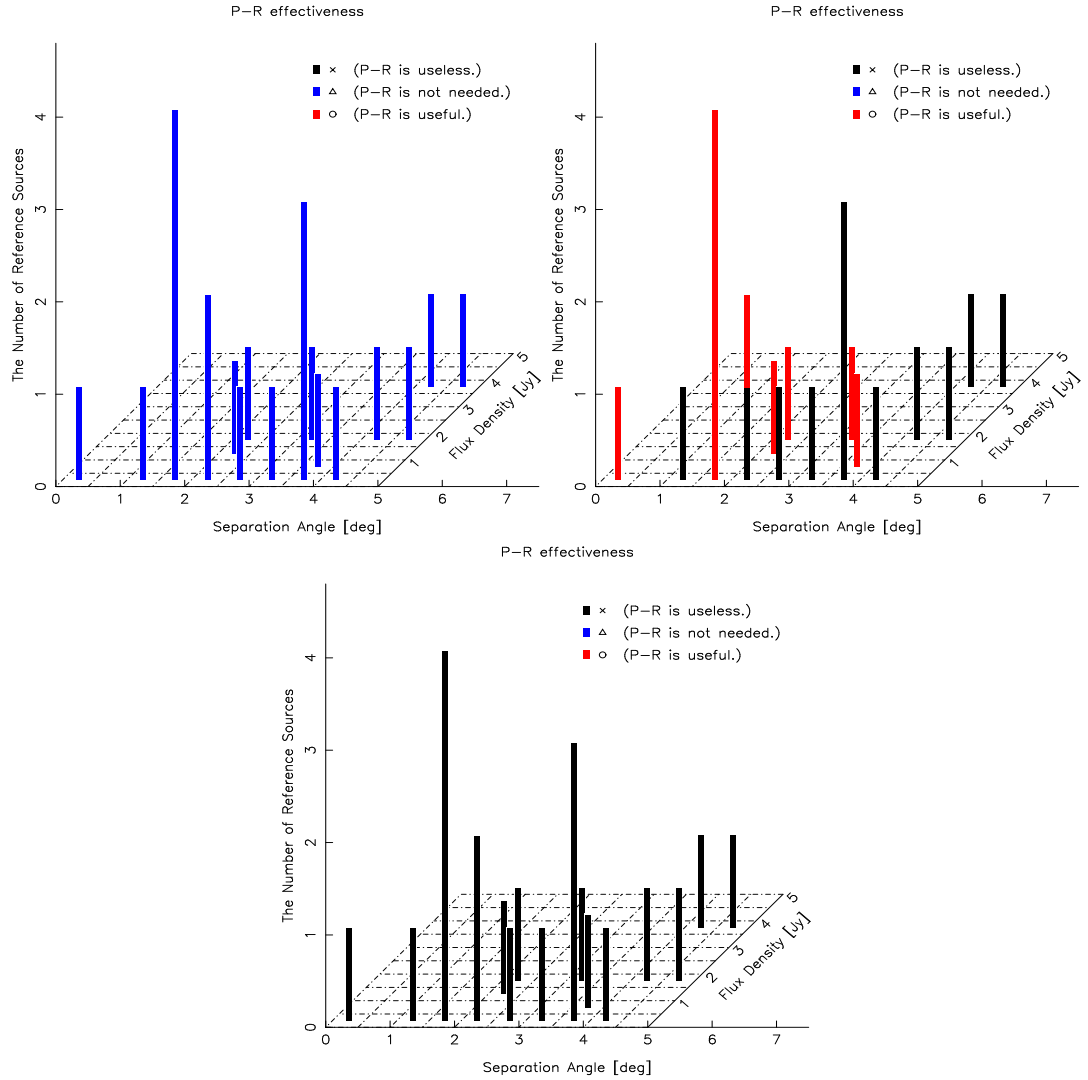 P-R effectiveness
× (P-R is useless.)
△ (P-R is not needed.)
○ (P-R is useful.)
The Number of Reference Sources
4
3
2
1
0
0 1 2 3 4 5 6 7
Separation Angle [deg]
1 2 3 4 5
Flux Density [Jy]
P-R effectiveness
× (P-R is useless.)
△ (P-R is not needed.)
○ (P-R is useful.)
The Number of Reference Sources
4
3
2
1
0
0 1 2 3 4 5 6 7
Separation Angle [deg]
1 2 3 4 5
Flux Density [Jy]
P-R effectiveness
× (P-R is useless.)
△ (P-R is not needed.)
○ (P-R is useful.)
The Number of Reference Sources
4
3
2
1
0
0 1 2 3 4 5 6 7
Separation Angle [deg]
1 2 3 4 5
Flux Density [Jy]